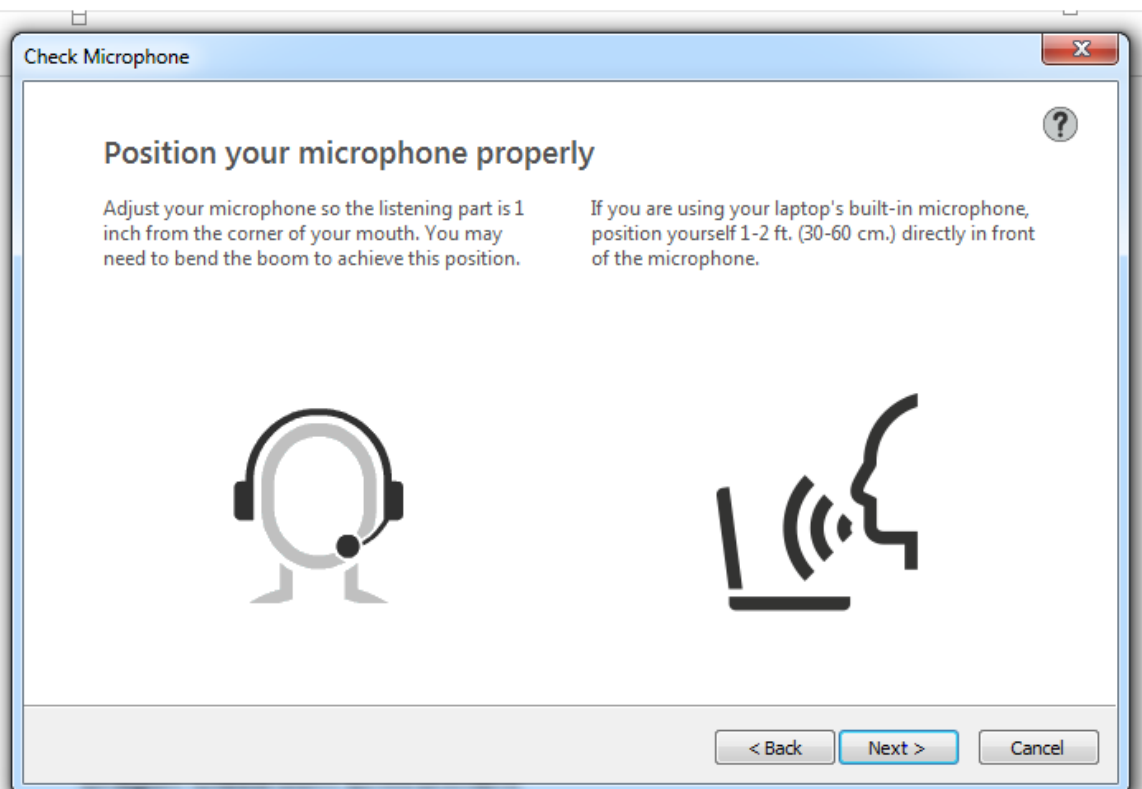 Check Microphone
X
?
Position your microphone properly
Adjust your microphone so the listening part is 1
inch from the corner of your mouth. You may
need to bend the boom to achieve this position.
If you are using your laptop's built-in microphone,
position yourself 1-2 ft. (30-60 cm.) directly in front
of the microphone.
< Back
Next >
Cancel